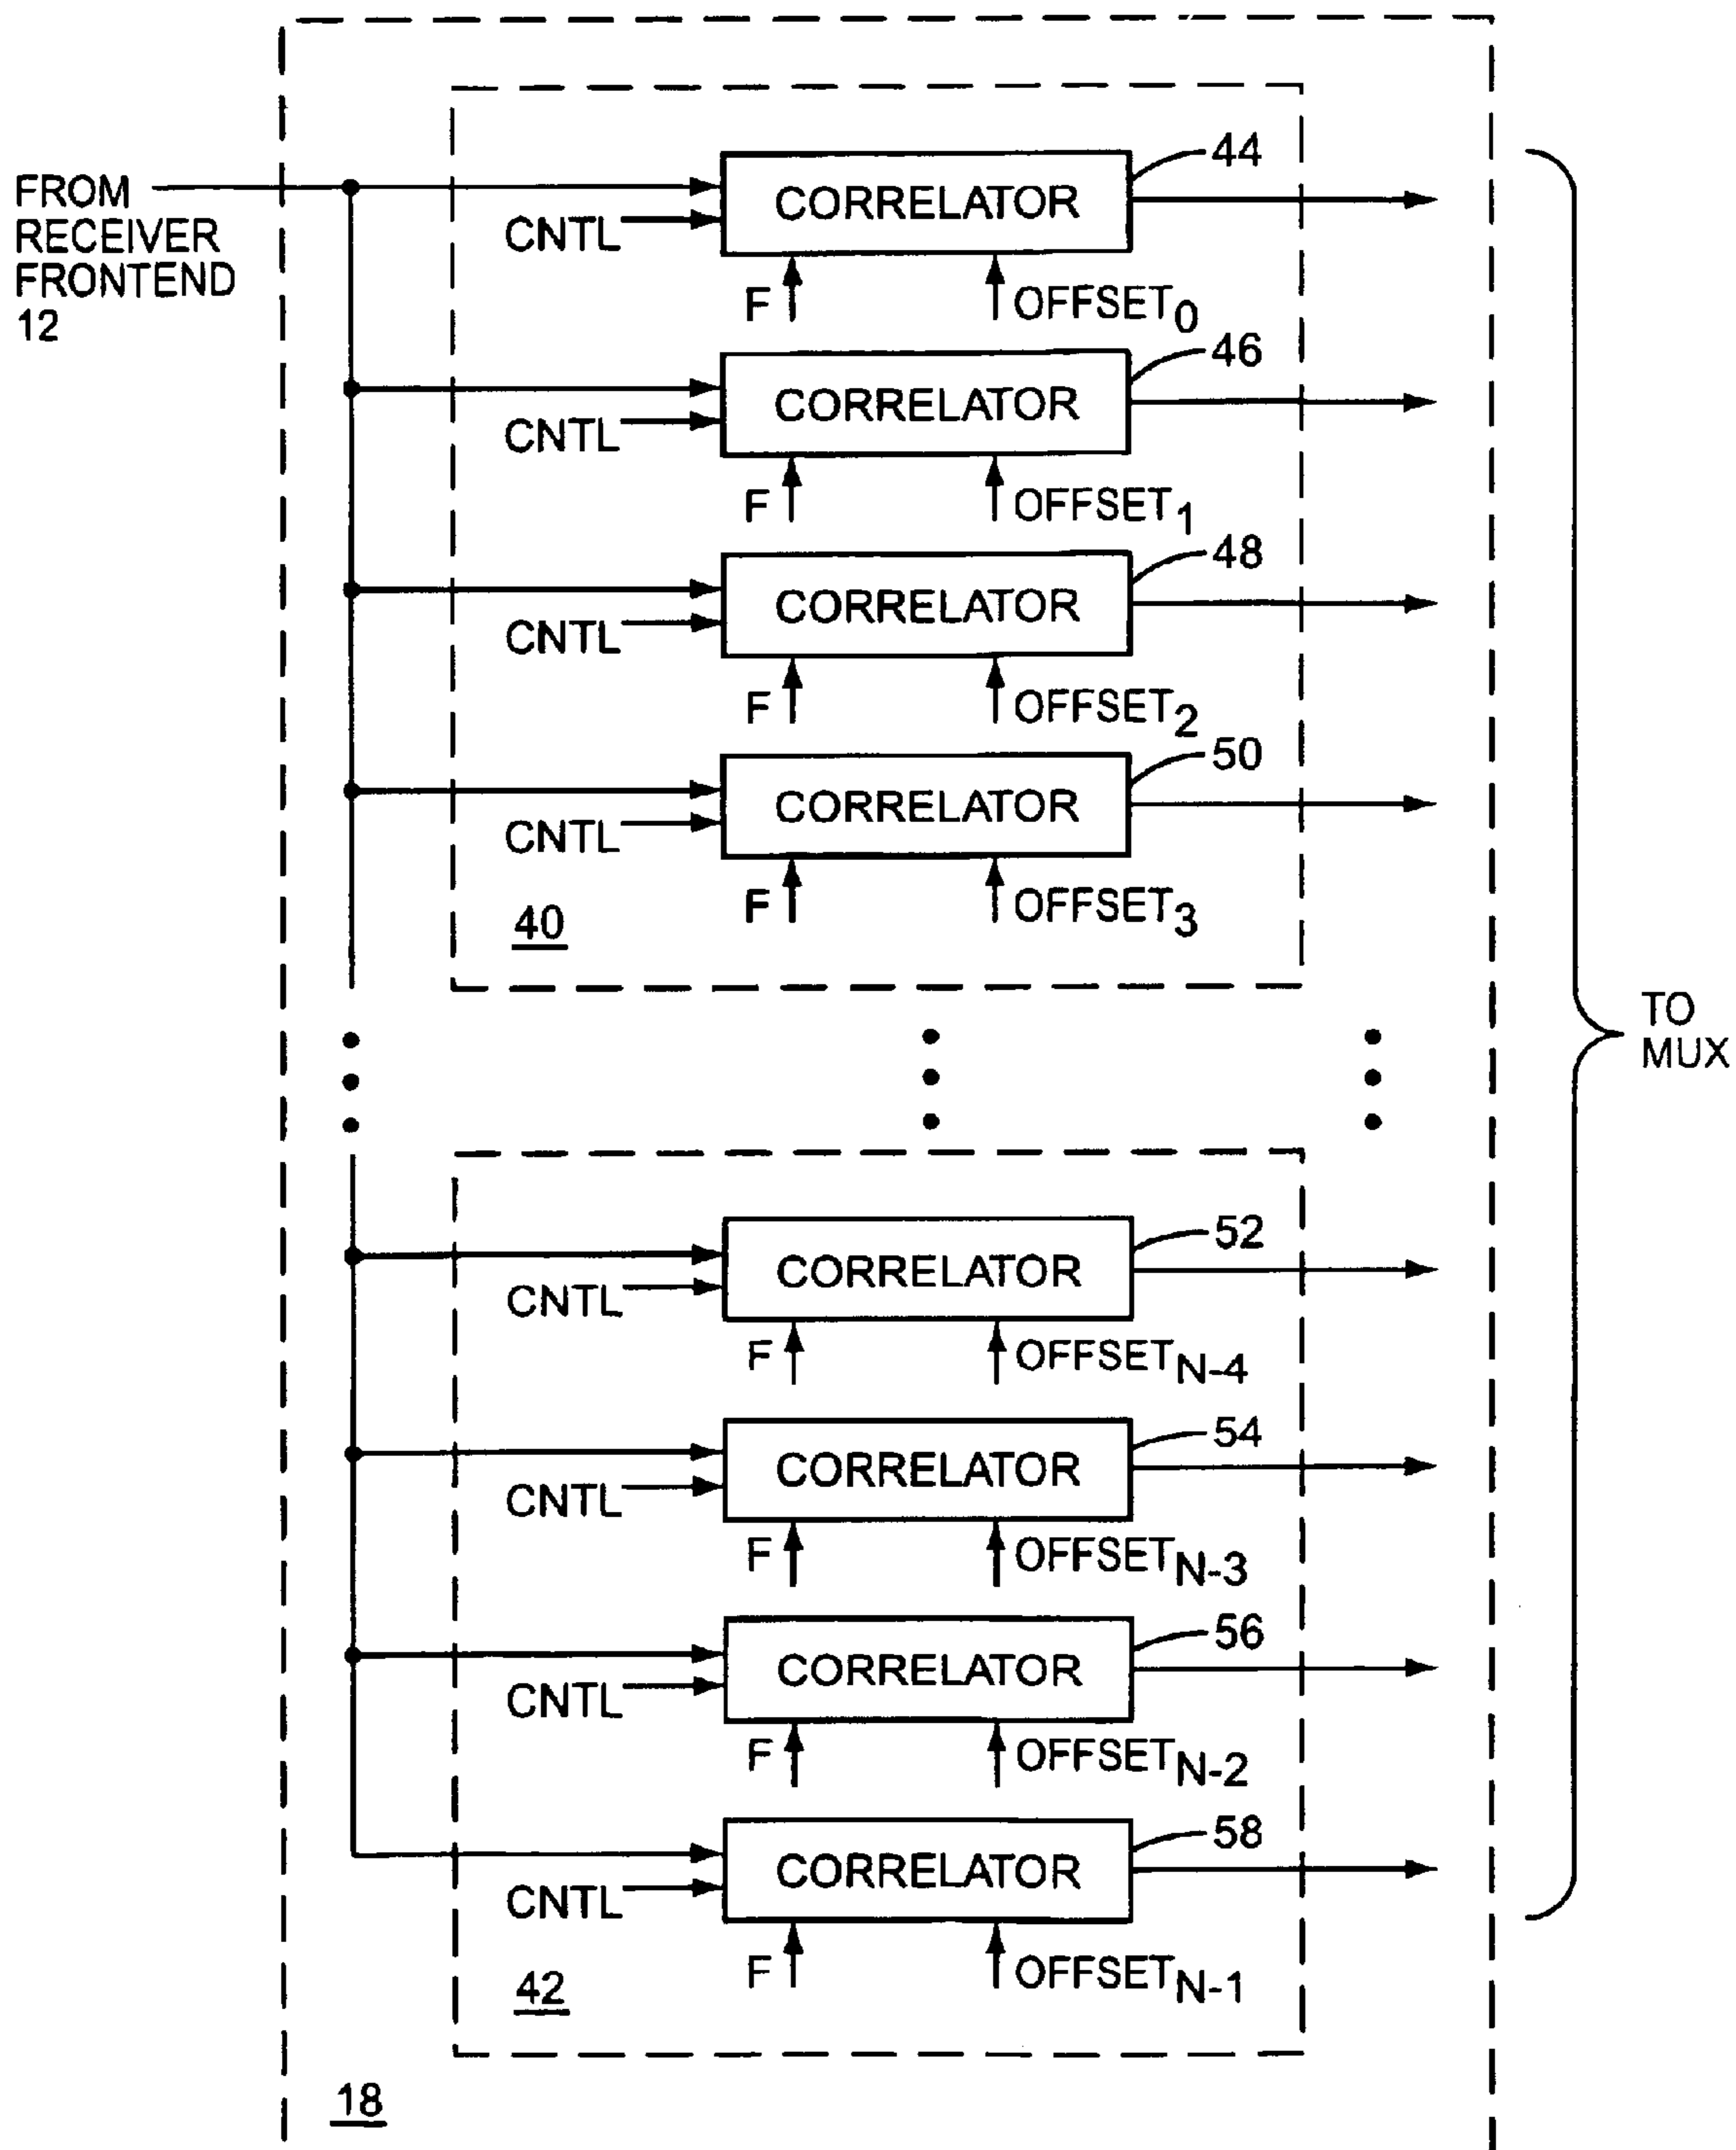 FROM
RECEIVER
FRONTEND
12
44
CORRELATOR
CNTL
F
OFFSET0
46
CORRELATOR
CNTL
F
OFFSET1
48
CORRELATOR
CNTL
F
OFFSET2
50
CORRELATOR
CNTL
F
OFFSET3
40
TO
MUX
52
CORRELATOR
CNTL
F
OFFSETN-4
54
CORRELATOR
CNTL
F
OFFSETN-3
56
CORRELATOR
CNTL
F
OFFSETN-2
58
CORRELATOR
CNTL
F
OFFSETN-1
42
18